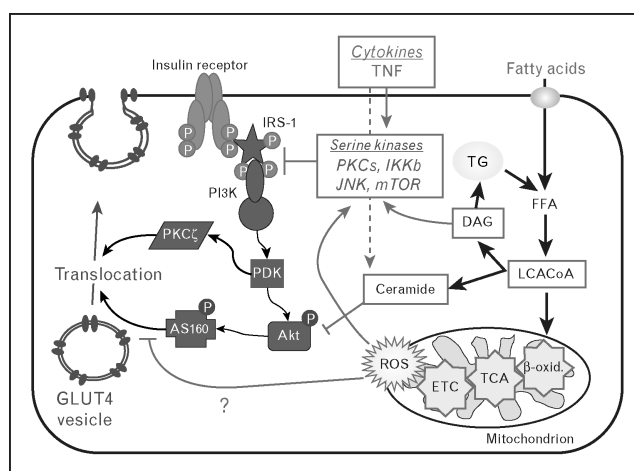 Cytokines
TNF
Insulin receptor
Fatty acids
IRS-1
P
P
P
P
P
P
P
Serine kinases
PKCs, IKKb
JNK, mTOR
TG
PI3K
FFA
DAG
PKCζ
Translocation
PDK
LCACoA
Ceramide
P
AS160
P
Akt
ROS
β-oxid.
TCA
ETC
GLUT4
vesicle
?
Mitochondrion